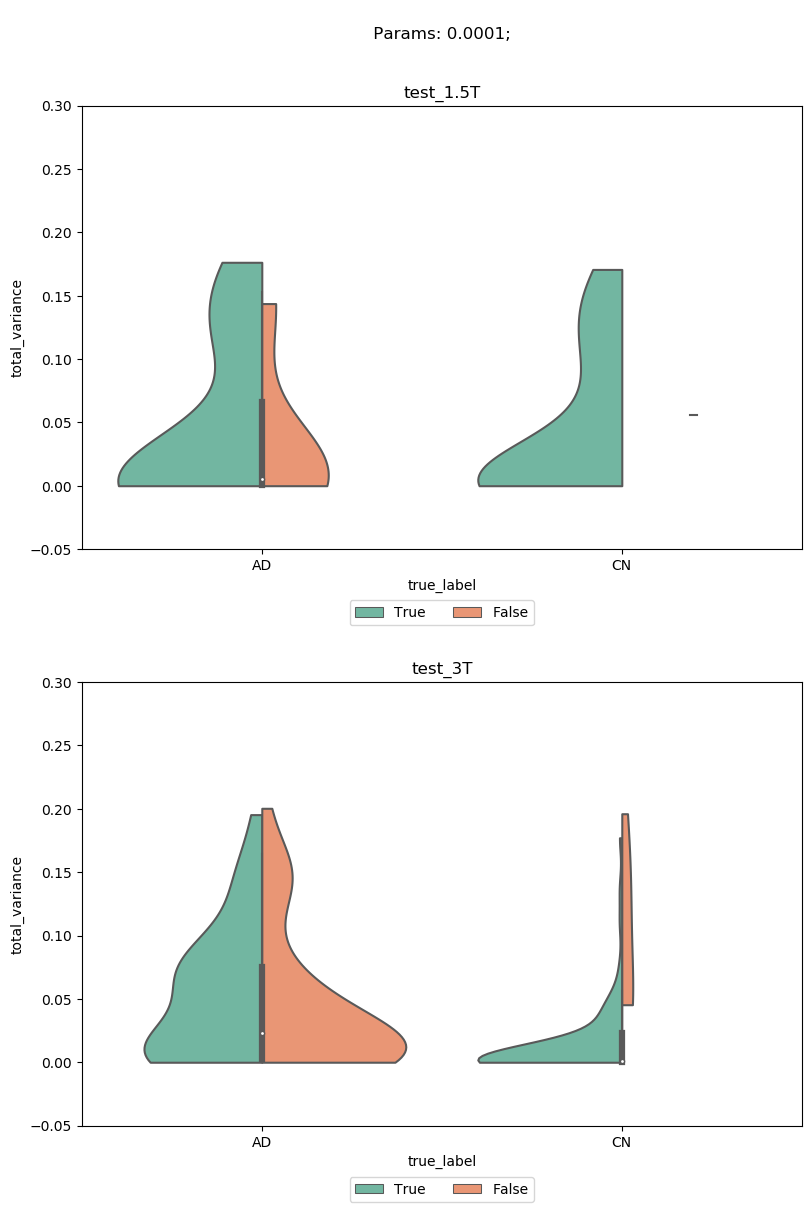 Params: 0.0001;
test_1.5T
0.30
0.25
0.20
0.15
0.10
0.05
0.00
−0.05
total_variance
AD CN
true_label
True False
test_3T
0.30
0.25
0.20
0.15
0.10
0.05
0.00
−0.05
total_variance
AD CN
true_label
True False